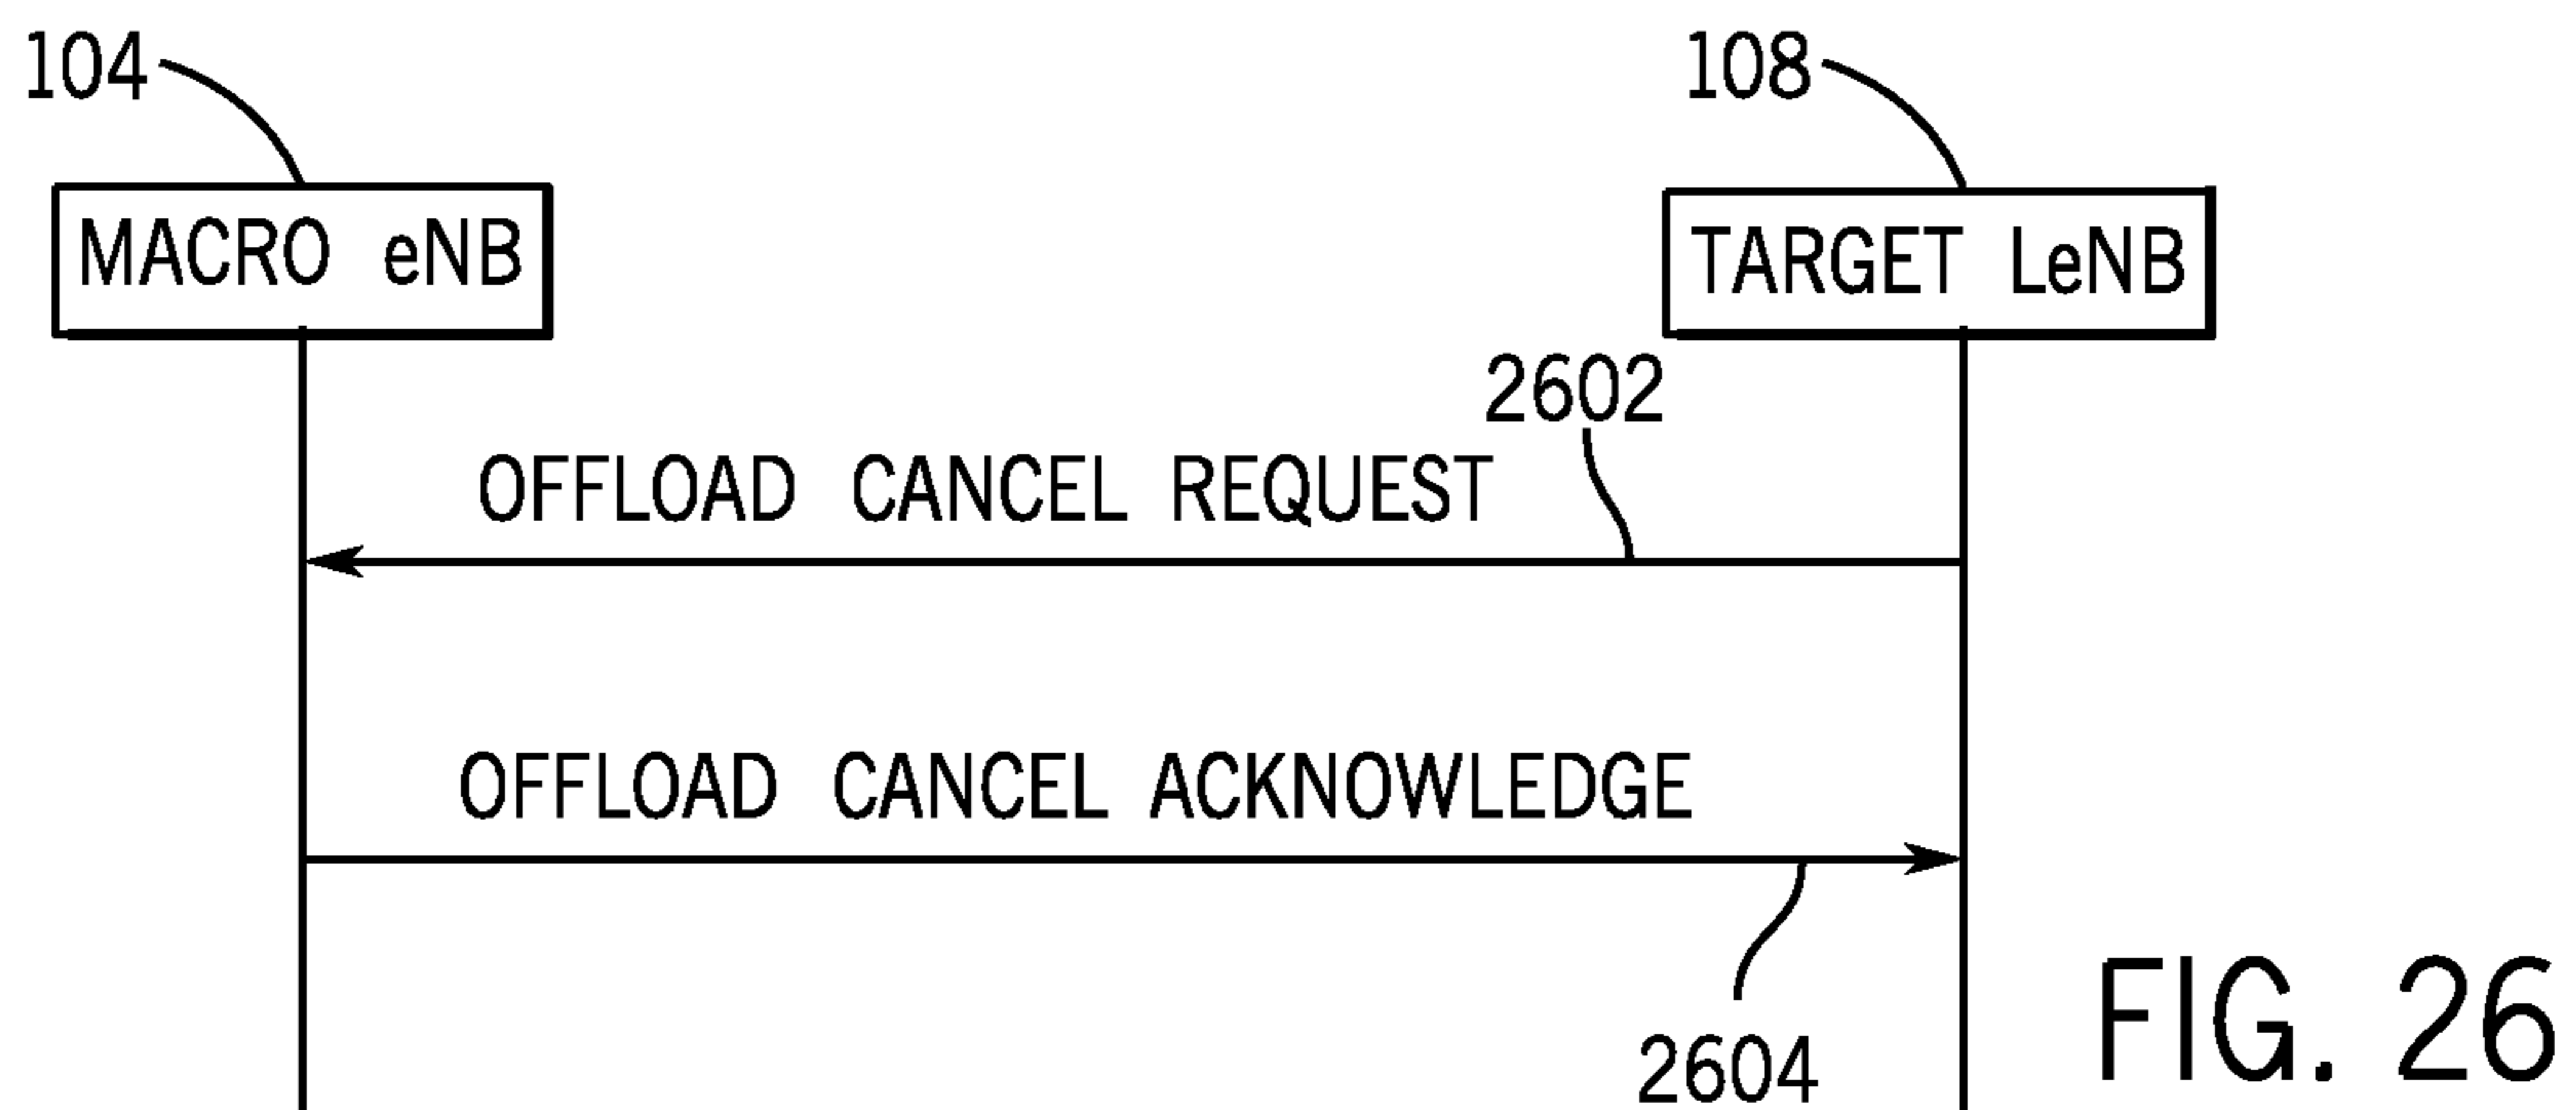 104
108
MACRO eNB
TARGET LeNB
2602
OFFLOAD CANCEL REQUEST
OFFLOAD CANCEL ACKNOWLEDGE
2604
FIG. 26